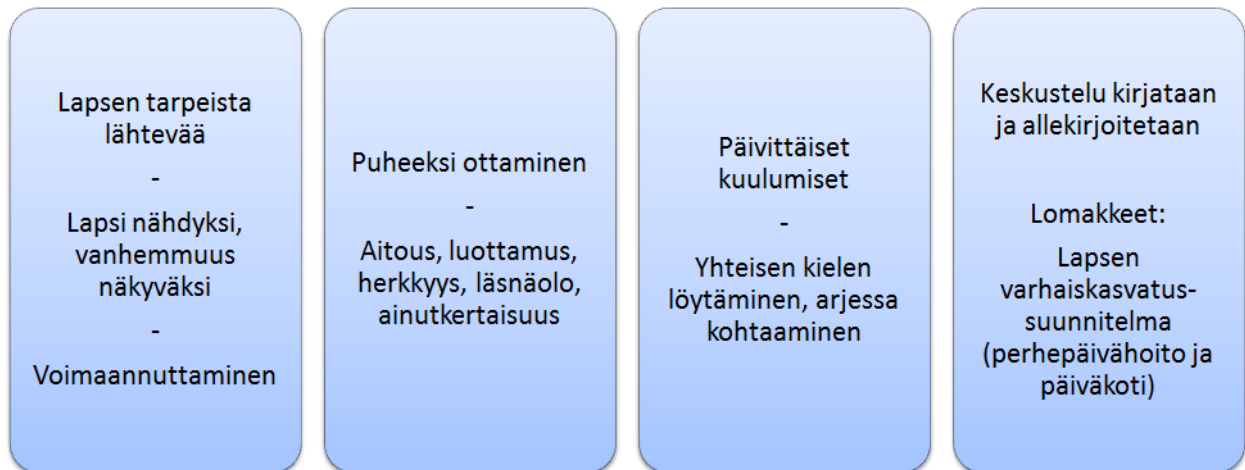 Lapsen tarpeista
lähtevää
-
Lapsi nähdyksi,
vanhemmuus
näkyväksi
-
Voimaannuttaminen
Puheeksi ottaminen
-
Aitous, luottamus,
herkkyys, läsnäolo,
ainutkertaisuus
Päivittäiset
kuulumiset
-
Yhteisen kielen
löytäminen, arjessa
kohtaaminen
Keskustelu kirjataan
ja allekirjoitetaan
Lomakkeet:
Lapsen
varhaiskasvatus-
suunnitelma
(perhepäivähoito ja
päiväkoti)